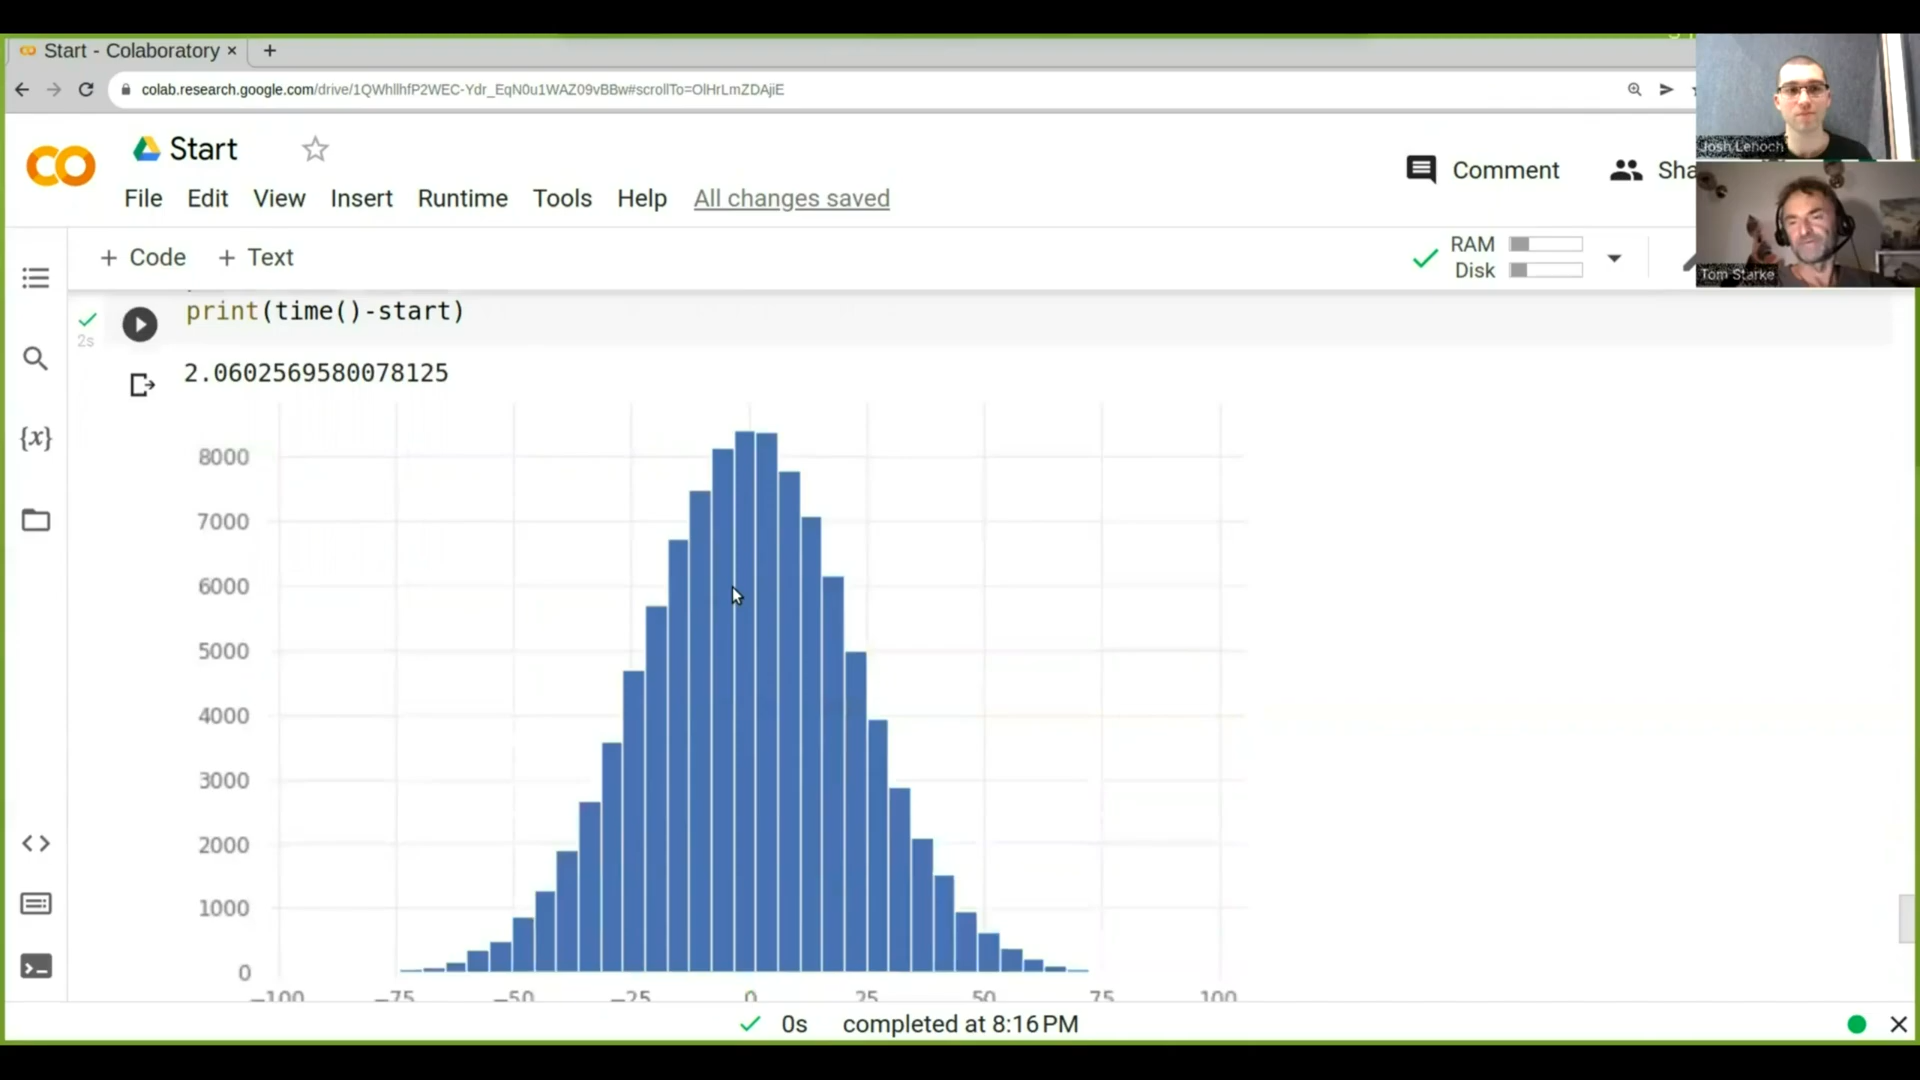 Start - Colaboratory × +
colab.research.google.com/drive/1QWhllhfP2WEC-Ydr_EqN0u1WAZ09vBBw#scrollTo=OlHrLmZDAjiE
Josh Lenoch
Start
Comment
Sha
File Edit View Insert Runtime Tools Help All changes saved
+ Code + Text
RAM
Disk
Tom Starke
print(time()-start)
2s
2.0602569580078125
{x}
8000
7000
6000
5000
4000
3000
2000
1000
0
−100 −75 −50 −25 0 25 50 75 100
0s completed at 8:16 PM